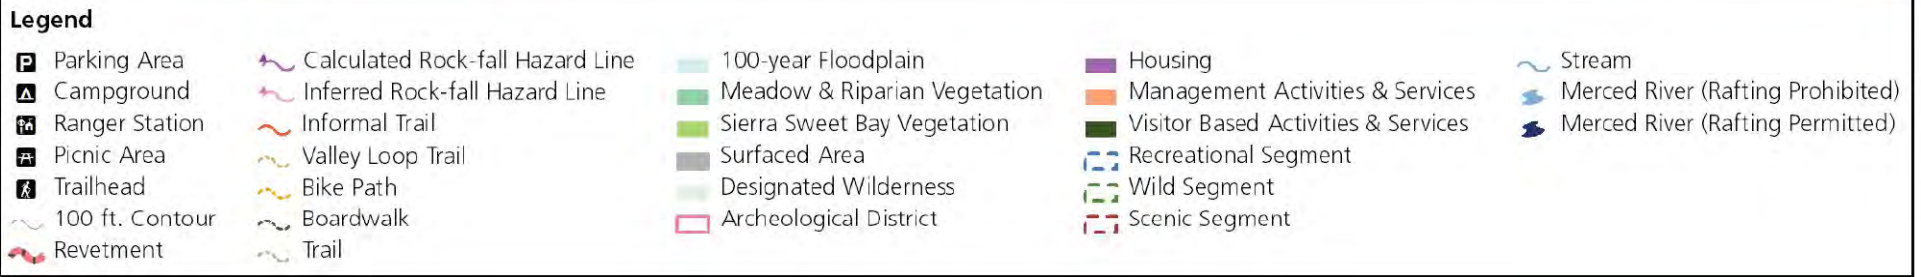 Legend
Parking Area
Campground
Ranger Station
Picnic Area
Trailhead
100 ft. Contour
Revetment
Calculated Rock-fall Hazard Line
Inferred Rock-fall Hazard Line
Informal Trail
Valley Loop Trail
Bike Path
Boardwalk
Trail
100-year Floodplain
Meadow & Riparian Vegetation
Sierra Sweet Bay Vegetation
Surfaced Area
Designated Wilderness
Archeological District
Housing
Management Activities & Services
Visitor Based Activities & Services
Recreational Segment
Wild Segment
Scenic Segment
Stream
Merced River (Rafting Prohibited)
Merced River (Rafting Permitted)